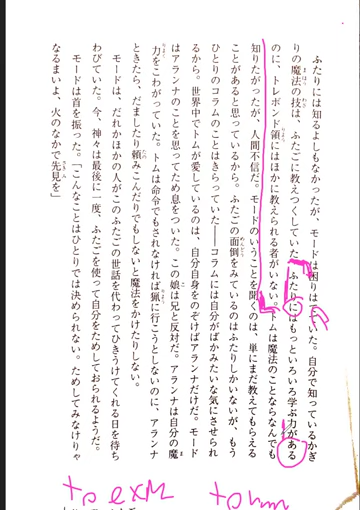 ふたりには知るよしもなかったが、モードは困りはていた。自分で知っているかぎ
りの魔法の技は、ふたごに教えつくしていた。ふたりにはもっといろいろ学ぶ力がある
のに、トレボンド領にはほかに教えられる者がいない。トムは魔法のことならなんでも
知りたがったが、人間不信だ。モードのいうことを聞くのは、単にまだ教えてもらえる
ことがあると思っているから。ふたごの面倒をみているのはふたりしかいないが、もう
ひとりのコラムのことはきらっていた――コラムには自分がばかみたいな気にさせられ
るから。世界中でトムが愛しているのは、自分自身をのぞけばアランナだけだ。モード
はアランナのことを思ってため息をついた。この娘は兄と反対だ。アランナは自分の魔
力をこわがっていた。トムは命令でもされなければ猟に行こうとしないのに、アランナ
ときたら、だましたり頼みこんだりでもしないと魔法をかけたりしない。
モードは、だれかほかの人がこのふたごの世話を代わってひきうけてくれる日を待ち
わびていた。今、神々は最後に一度、ふたごを使って自分をためしておられるようだ。
モードは首を振った。「こんなことはひとりでは決められない。ためしてみなけりゃ
なるまいよ、火のなかで先見を」